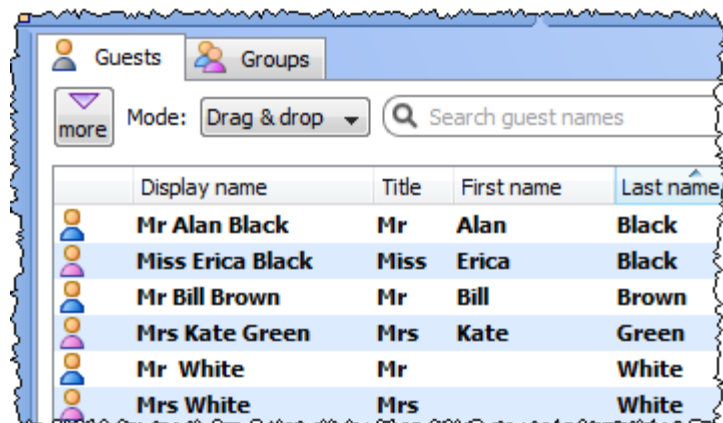 Guests Groups
more Mode: Drag & drop Search guest names
Display name Title First name Last name
Mr Alan Black Mr Alan Black
Miss Erica Black Miss Erica Black
Mr Bill Brown Mr Bill Brown
Mrs Kate Green Mrs Kate Green
Mr White Mr White
Mrs White Mrs White